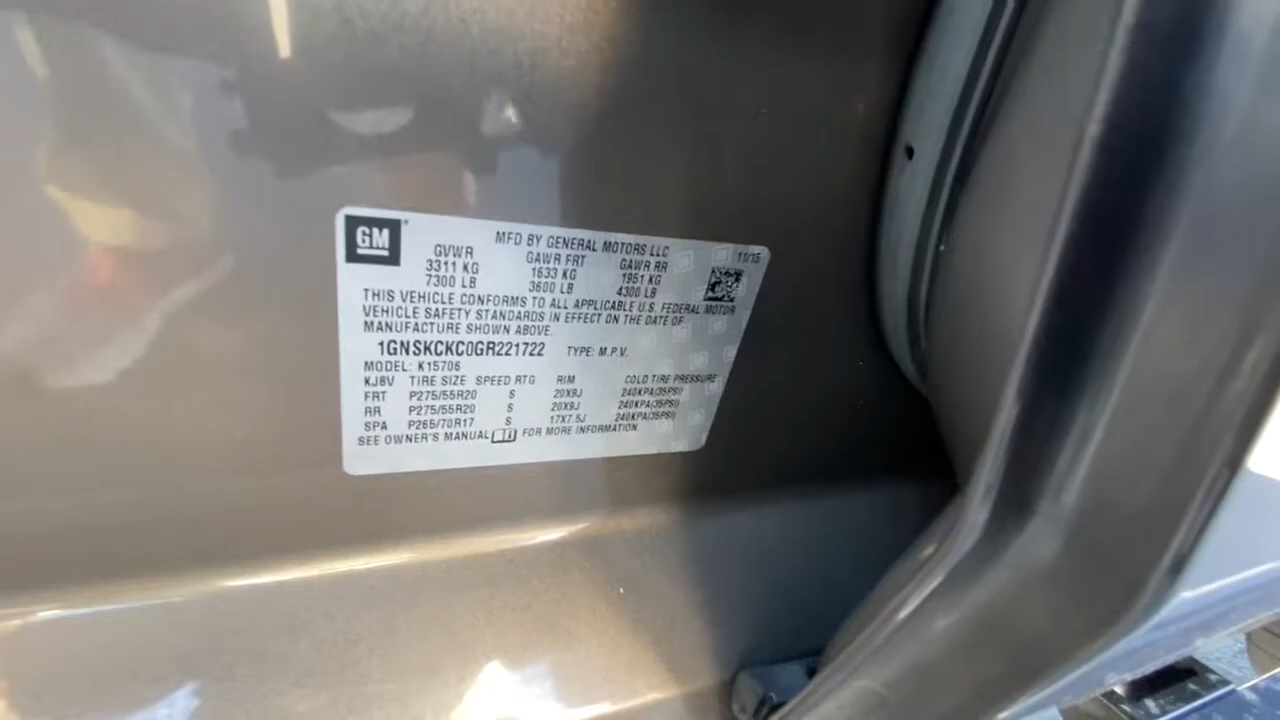 GM
MFD BY GENERAL MOTORS LLC 11/15
GVWR GAWR FRT GAWR RR
3311 KG 1633 KG 1951 KG
7300 LB 3600 LB 4300 LB
THIS VEHICLE CONFORMS TO ALL APPLICABLE U.S. FEDERAL MOTOR
VEHICLE SAFETY STANDARDS IN EFFECT ON THE DATE OF
MANUFACTURE SHOWN ABOVE.
1GNSKCKC0GR221722 TYPE: M.P.V.
MODEL: K15706
KJ8V TIRE SIZE SPEED RTG RIM COLD TIRE PRESSURE
FRT P275/55R20 S 20X9J 240KPA(35PSI)
RR P275/55R20 S 20X9J 240KPA(35PSI)
SPA P265/70R17 S 17X7.5J 240KPA(35PSI)
SEE OWNER'S MANUAL FOR MORE INFORMATION.